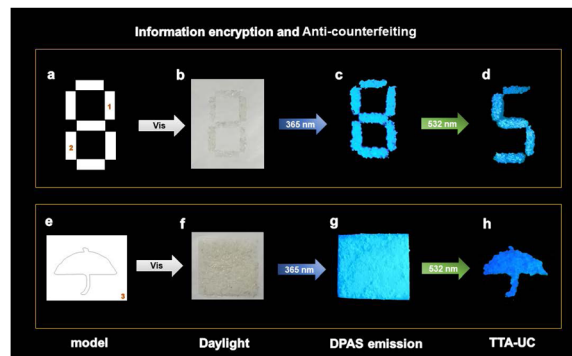 Information encryption and Anti-counterfeiting
a
b
c
d
1
2
Vis
365 nm
532 nm
e
f
g
h
3
Vis
365 nm
532 nm
model
Daylight
DPAS emission
TTA-UC